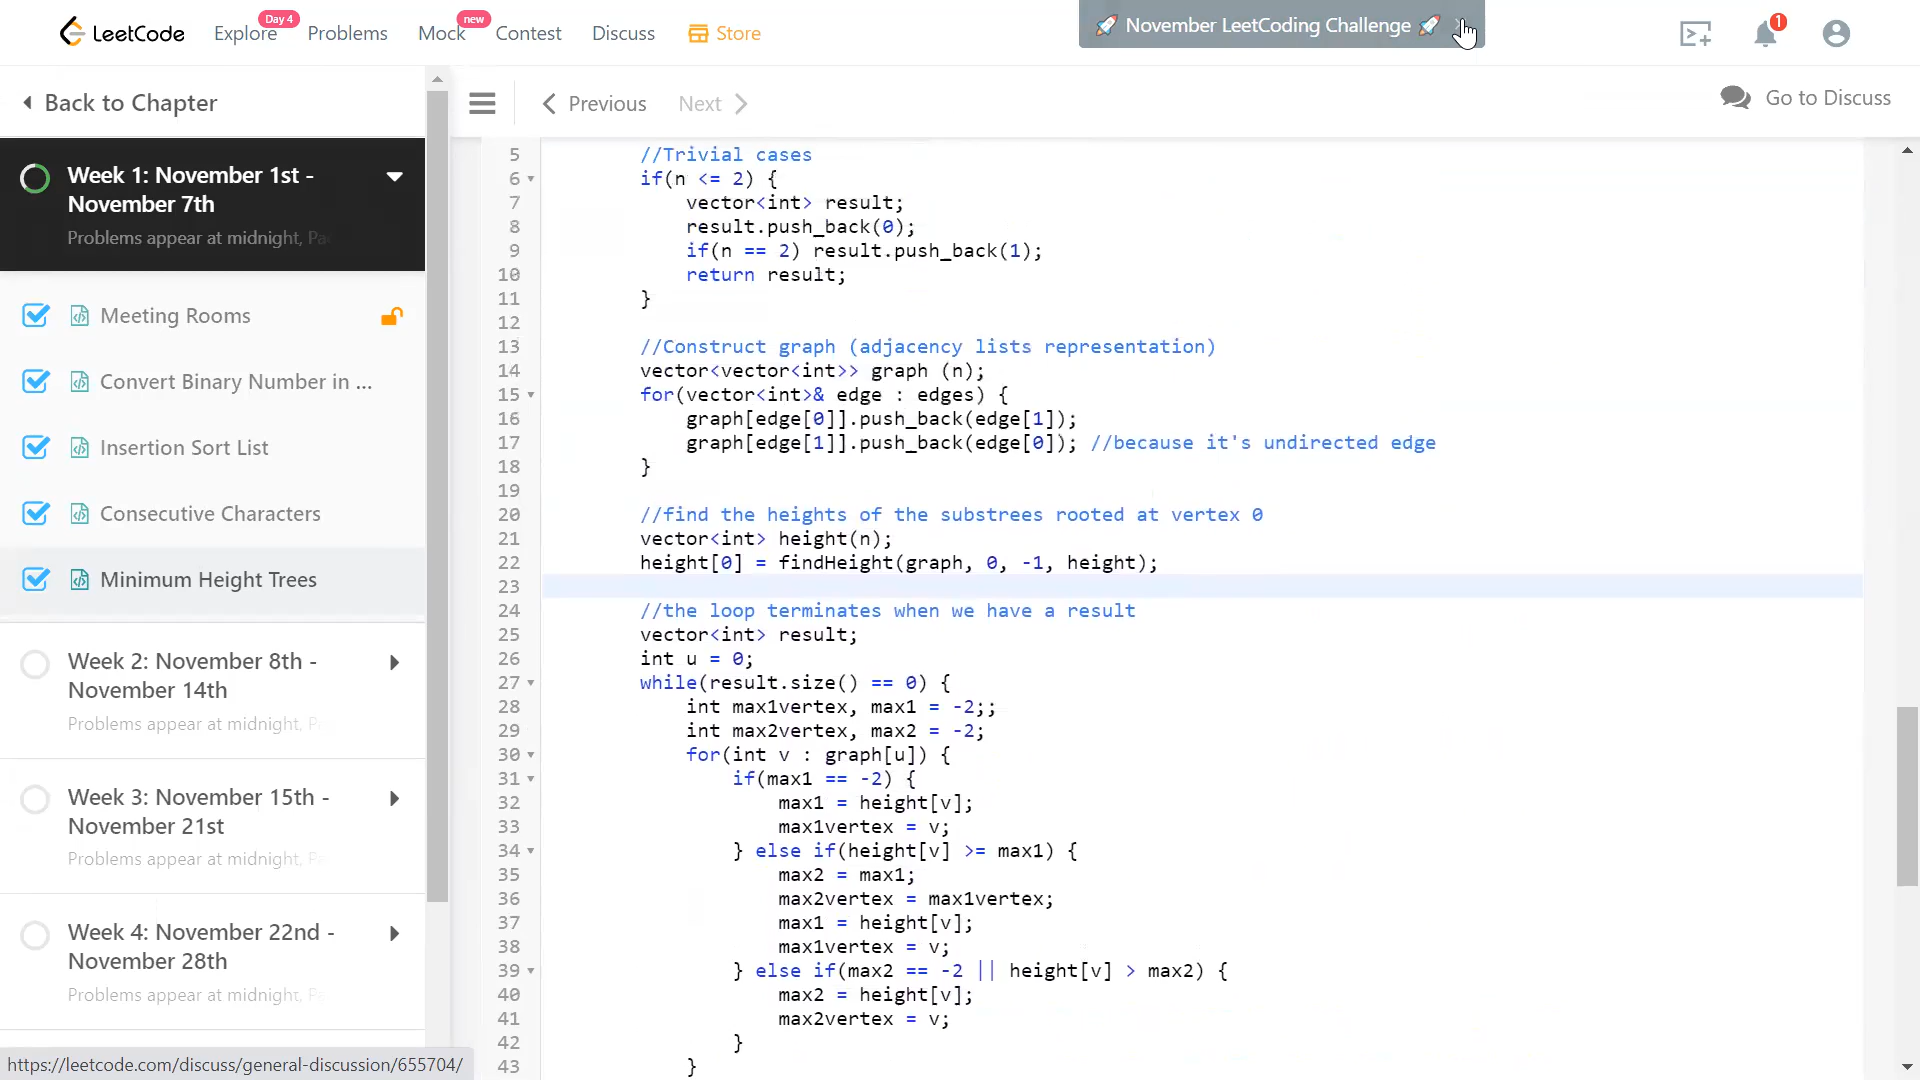 LeetCode
Explore
Day 4
Problems
Mock
new
Contest
Discuss
Store
🚀 November LeetCoding Challenge 🚀
1
Back to Chapter
Previous
Next
Go to Discuss
Week 1: November 1st -
November 7th
Problems appear at midnight,
Meeting Rooms
Convert Binary Number in ...
Insertion Sort List
Consecutive Characters
Minimum Height Trees
Week 2: November 8th -
November 14th
Problems appear at midnight,
Week 3: November 15th -
November 21st
Problems appear at midnight,
Week 4: November 22nd -
November 28th
Problems appear at midnight,
https://leetcode.com/discuss/general-discussion/655704/
5 //Trivial cases
6 if(n <= 2) {
7 vector<int> result;
8 result.push_back(0);
9 if(n == 2) result.push_back(1);
10 return result;
11 }
12
13 //Construct graph (adjacency lists representation)
14 vector<vector<int>> graph (n);
15 for(vector<int>& edge : edges) {
16 graph[edge[0]].push_back(edge[1]);
17 graph[edge[1]].push_back(edge[0]); //because it's undirected edge
18 }
19
20 //find the heights of the substrees rooted at vertex 0
21 vector<int> height(n);
22 height[0] = findHeight(graph, 0, -1, height);
23
24 //the loop terminates when we have a result
25 vector<int> result;
26 int u = 0;
27 while(result.size() == 0) {
28 int max1vertex, max1 = -2;;
29 int max2vertex, max2 = -2;
30 for(int v : graph[u]) {
31 if(max1 == -2) {
32 max1 = height[v];
33 max1vertex = v;
34 } else if(height[v] >= max1) {
35 max2 = max1;
36 max2vertex = max1vertex;
37 max1 = height[v];
38 max1vertex = v;
39 } else if(max2 == -2 || height[v] > max2) {
40 max2 = height[v];
41 max2vertex = v;
42 }
43 }